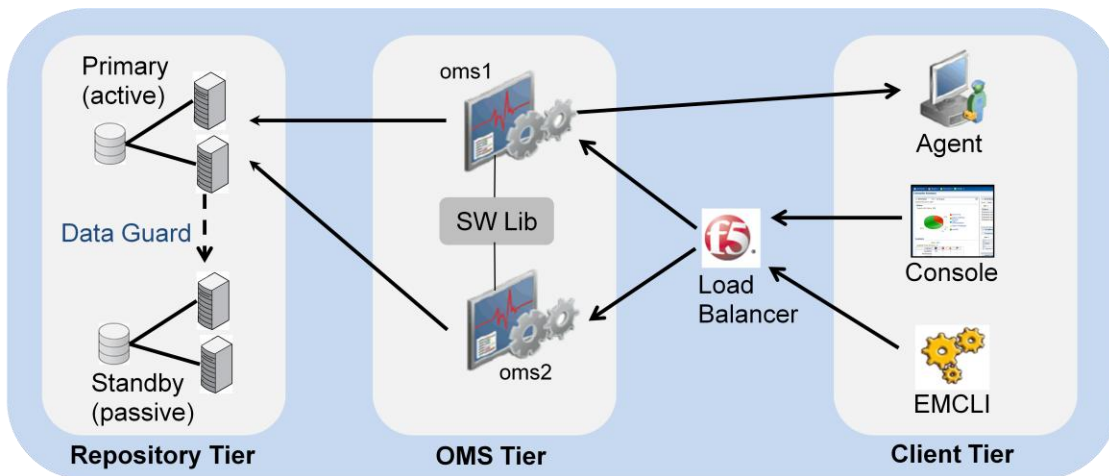 Primary
(active)
Data Guard
Standby
(passive)
Repository Tier
oms1
SW Lib
oms2
OMS Tier
f5
Load
Balancer
Agent
Console
EMCLI
Client Tier